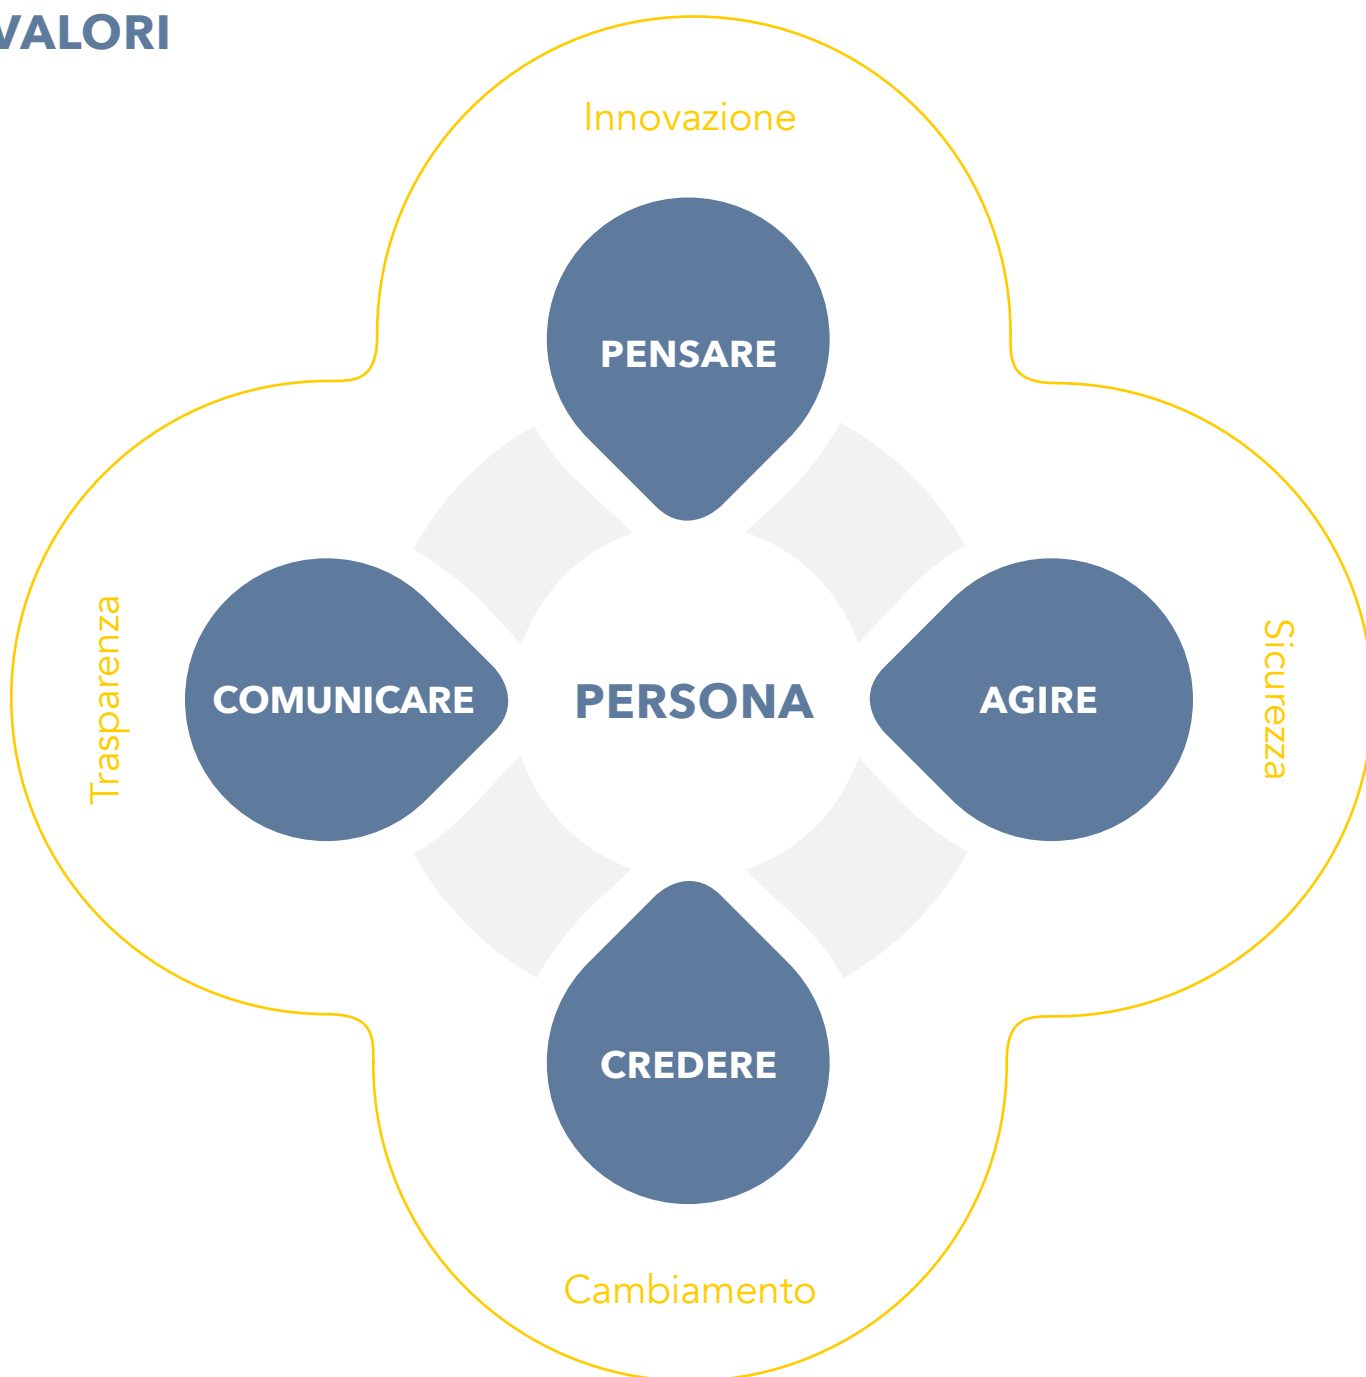 VALORI
Innovazione
PENSARE
Trasparenza
COMUNICARE
PERSONA
AGIRE
Sicurezza
CREDERE
Cambiamento